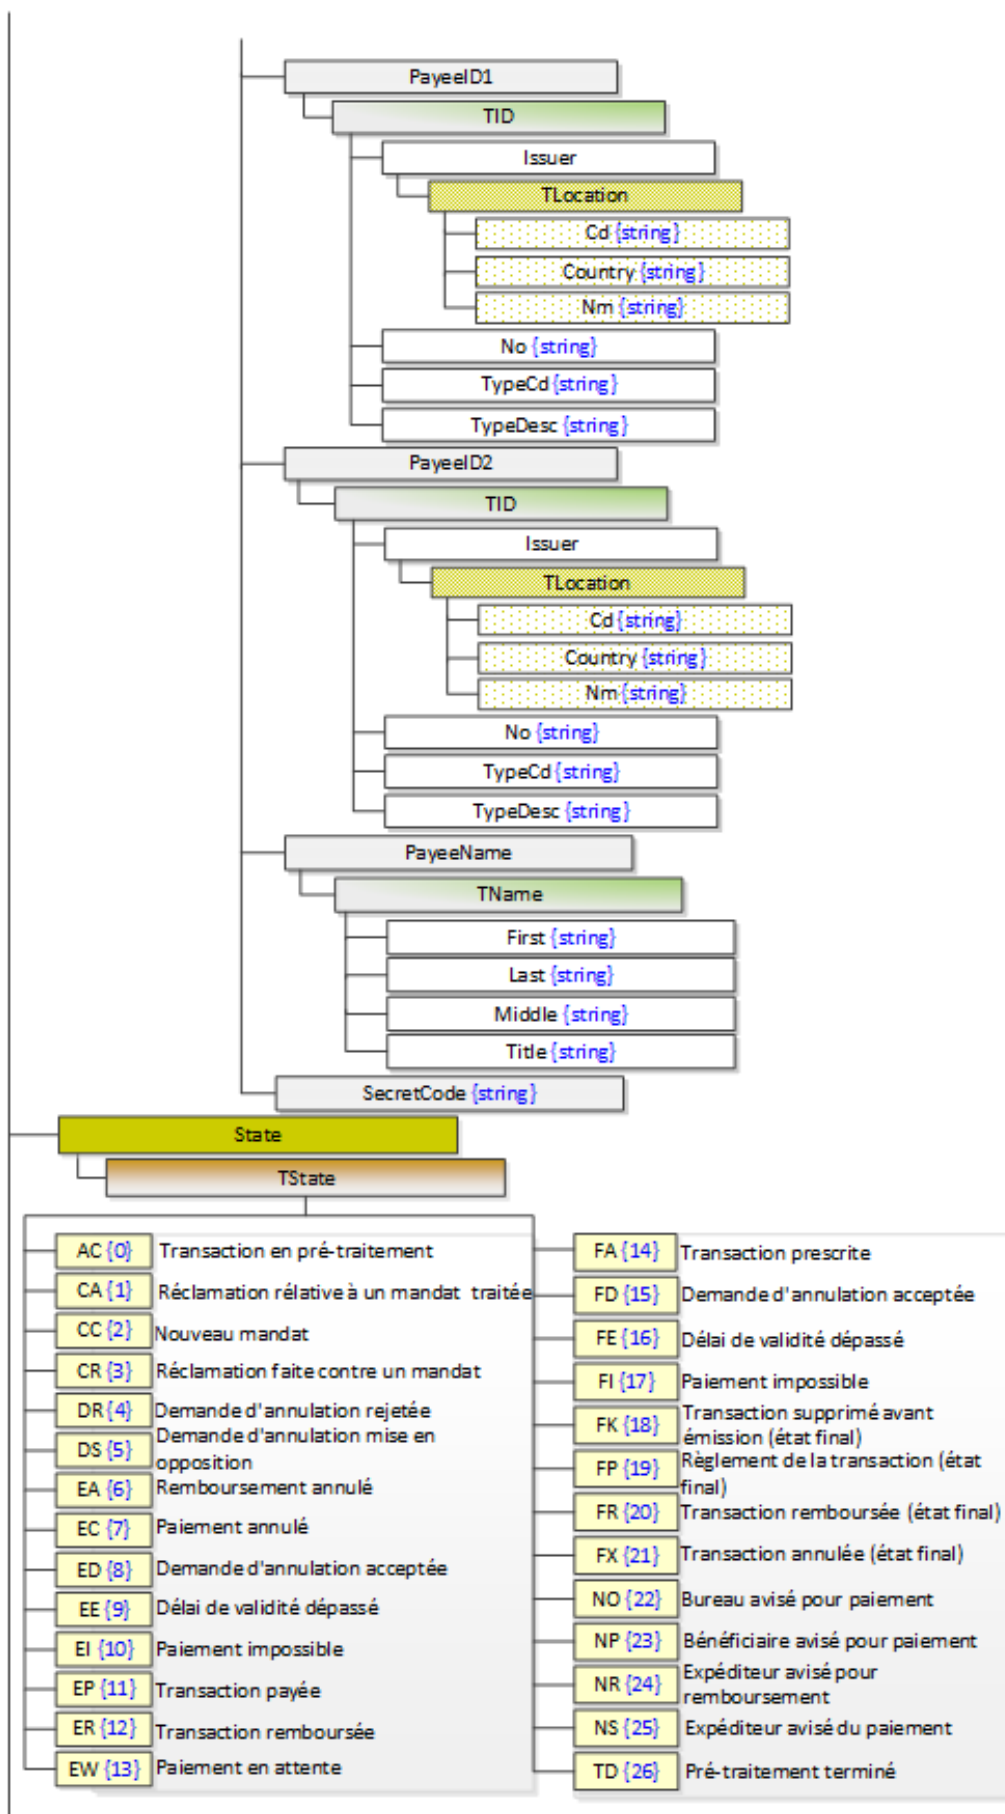 PayeeID1
TID
Issuer
TLocation
Cd {string}
Country {string}
Nm {string}
No {string}
TypeCd {string}
TypeDesc {string}
PayeeID2
TID
Issuer
TLocation
Cd {string}
Country {string}
Nm {string}
No {string}
TypeCd {string}
TypeDesc {string}
PayeeName
TName
First {string}
Last {string}
Middle {string}
Title {string}
SecretCode {string}
State
TState
AC {0} Transaction en pré-traitement
CA {1} Réclamation rélative à un mandat traitée
CC {2} Nouveau mandat
CR {3} Réclamation faite contre un mandat
DR {4} Demande d'annulation rejetée
DS {5} Demande d'annulation mise en
opposition
EA {6} Remboursement annulé
EC {7} Paiement annulé
ED {8} Demande d'annulation acceptée
EE {9} Délai de validité dépassé
EI {10} Paiement impossible
EP {11} Transaction payée
ER {12} Transaction remboursée
EW {13} Paiement en attente
FA {14} Transaction prescrite
FD {15} Demande d'annulation acceptée
FE {16} Délai de validité dépassé
FI {17} Paiement impossible
FK {18} Transaction supprimé avant
émission (état final)
FP {19} Règlement de la transaction (état
final)
FR {20} Transaction remboursée (état final)
FX {21} Transaction annulée (état final)
NO {22} Bureau avisé pour paiement
NP {23} Bénéficiaire avisé pour paiement
NR {24} Expéditeur avisé pour
remboursement
NS {25} Expéditeur avisé du paiement
TD {26} Pré-traitement terminé